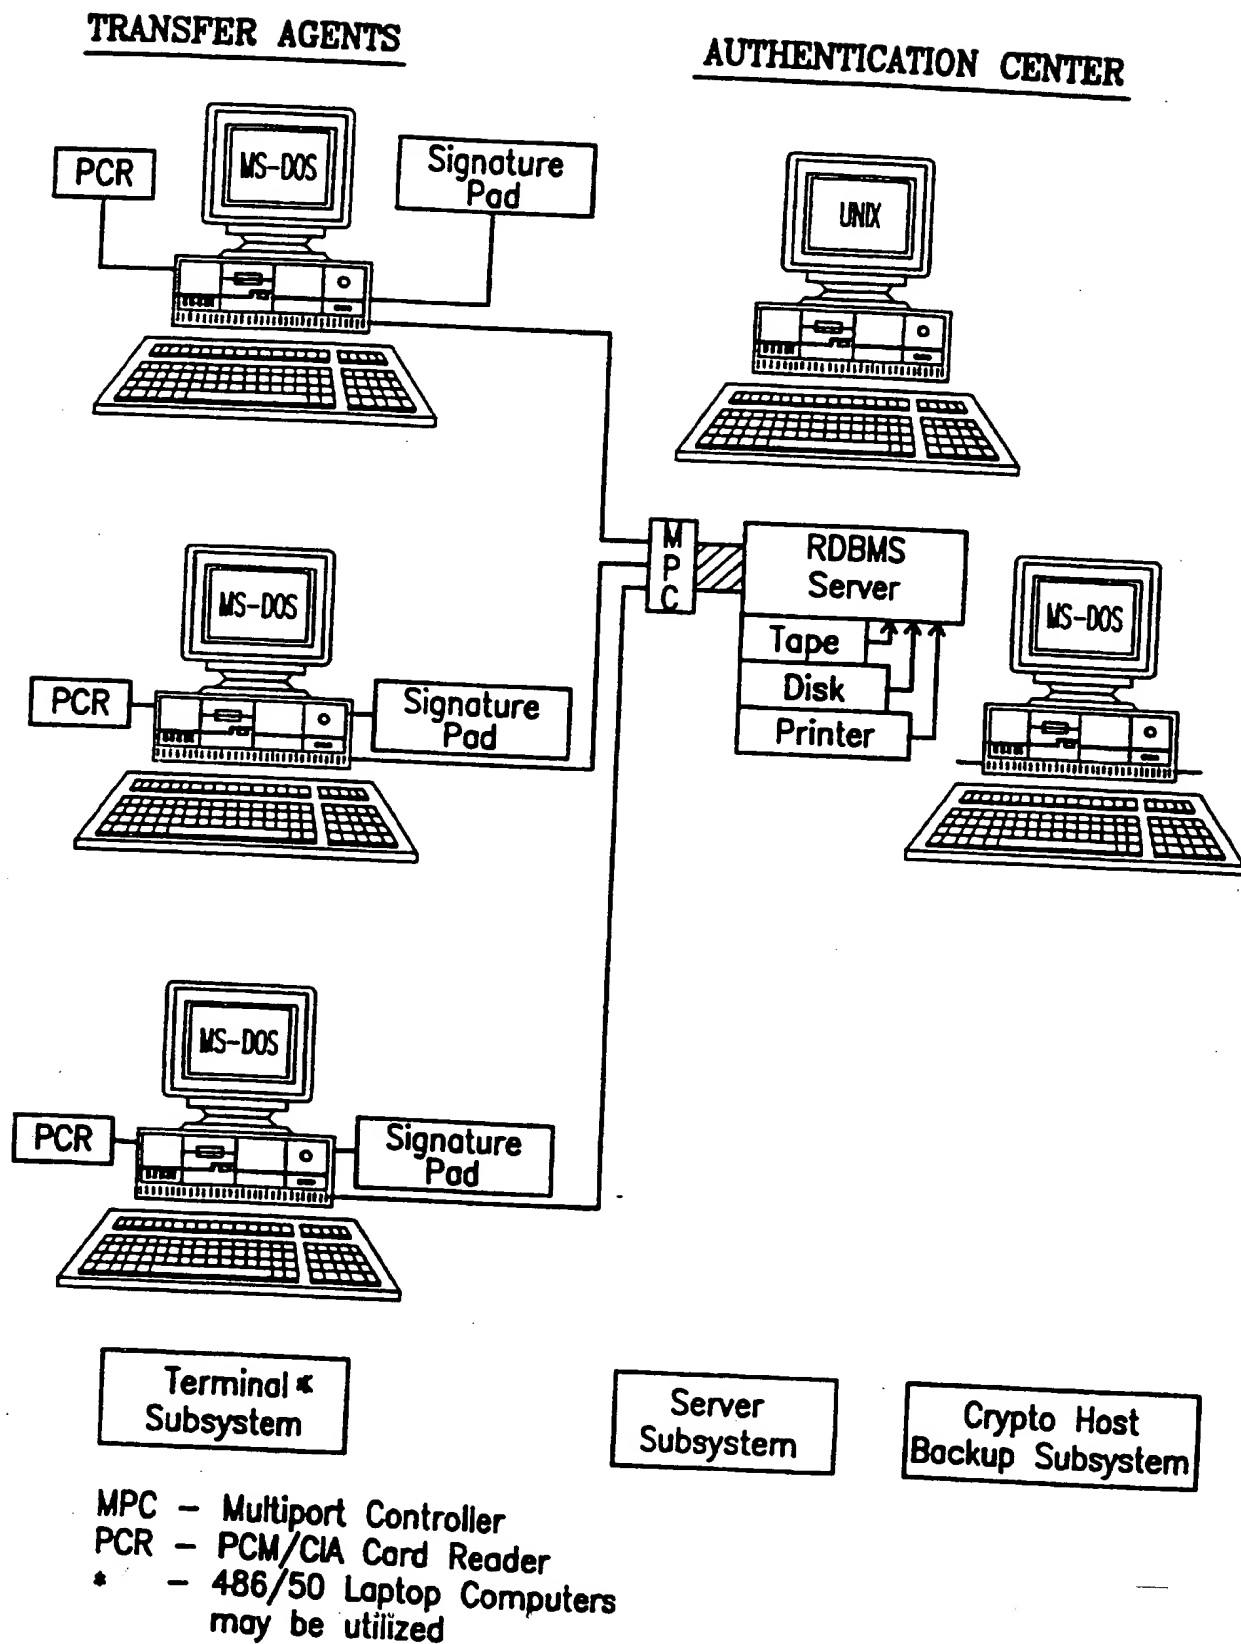 TRANSFER AGENTS
AUTHENTICATION CENTER
PCR
MS-DOS
Signature
Pad
UNIX
MPC
RDBMS
Server
Tape
Disk
Printer
MS-DOS
PCR
MS-DOS
Signature
Pad
PCR
MS-DOS
Signature
Pad
Terminal *
Subsystem
Server
Subsystem
Crypto Host
Backup Subsystem
MPC - Multiport Controller
PCR - PCM/CIA Card Reader
* - 486/50 Laptop Computers
may be utilized